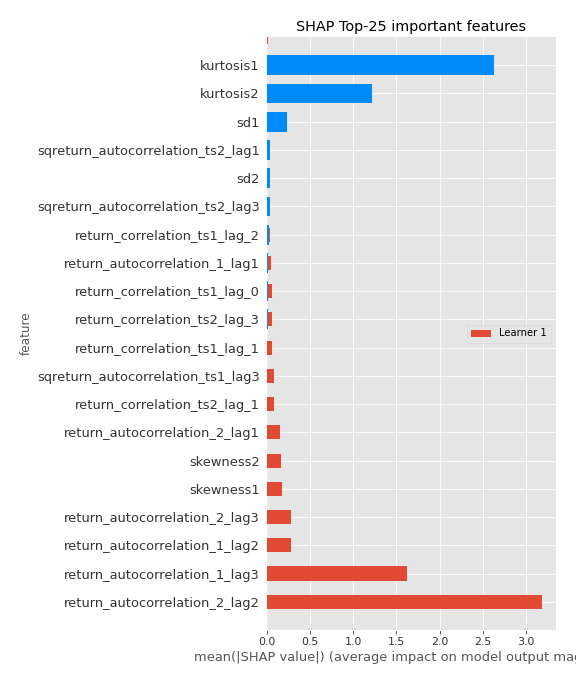 SHAP Top-25 important features
kurtosis1
kurtosis2
sd1
sqreturn_autocorrelation_ts2_lag1
sd2
sqreturn_autocorrelation_ts2_lag3
return_correlation_ts1_lag_2
return_autocorrelation_1_lag1
return_correlation_ts1_lag_0
return_correlation_ts2_lag_3
return_correlation_ts1_lag_1
sqreturn_autocorrelation_ts1_lag3
return_correlation_ts2_lag_1
return_autocorrelation_2_lag1
skewness2
skewness1
return_autocorrelation_2_lag3
return_autocorrelation_1_lag2
return_autocorrelation_1_lag3
return_autocorrelation_2_lag2
feature
Learner 1
0.0 0.5 1.0 1.5 2.0 2.5 3.0
mean(|SHAP value|) (average impact on model output mag